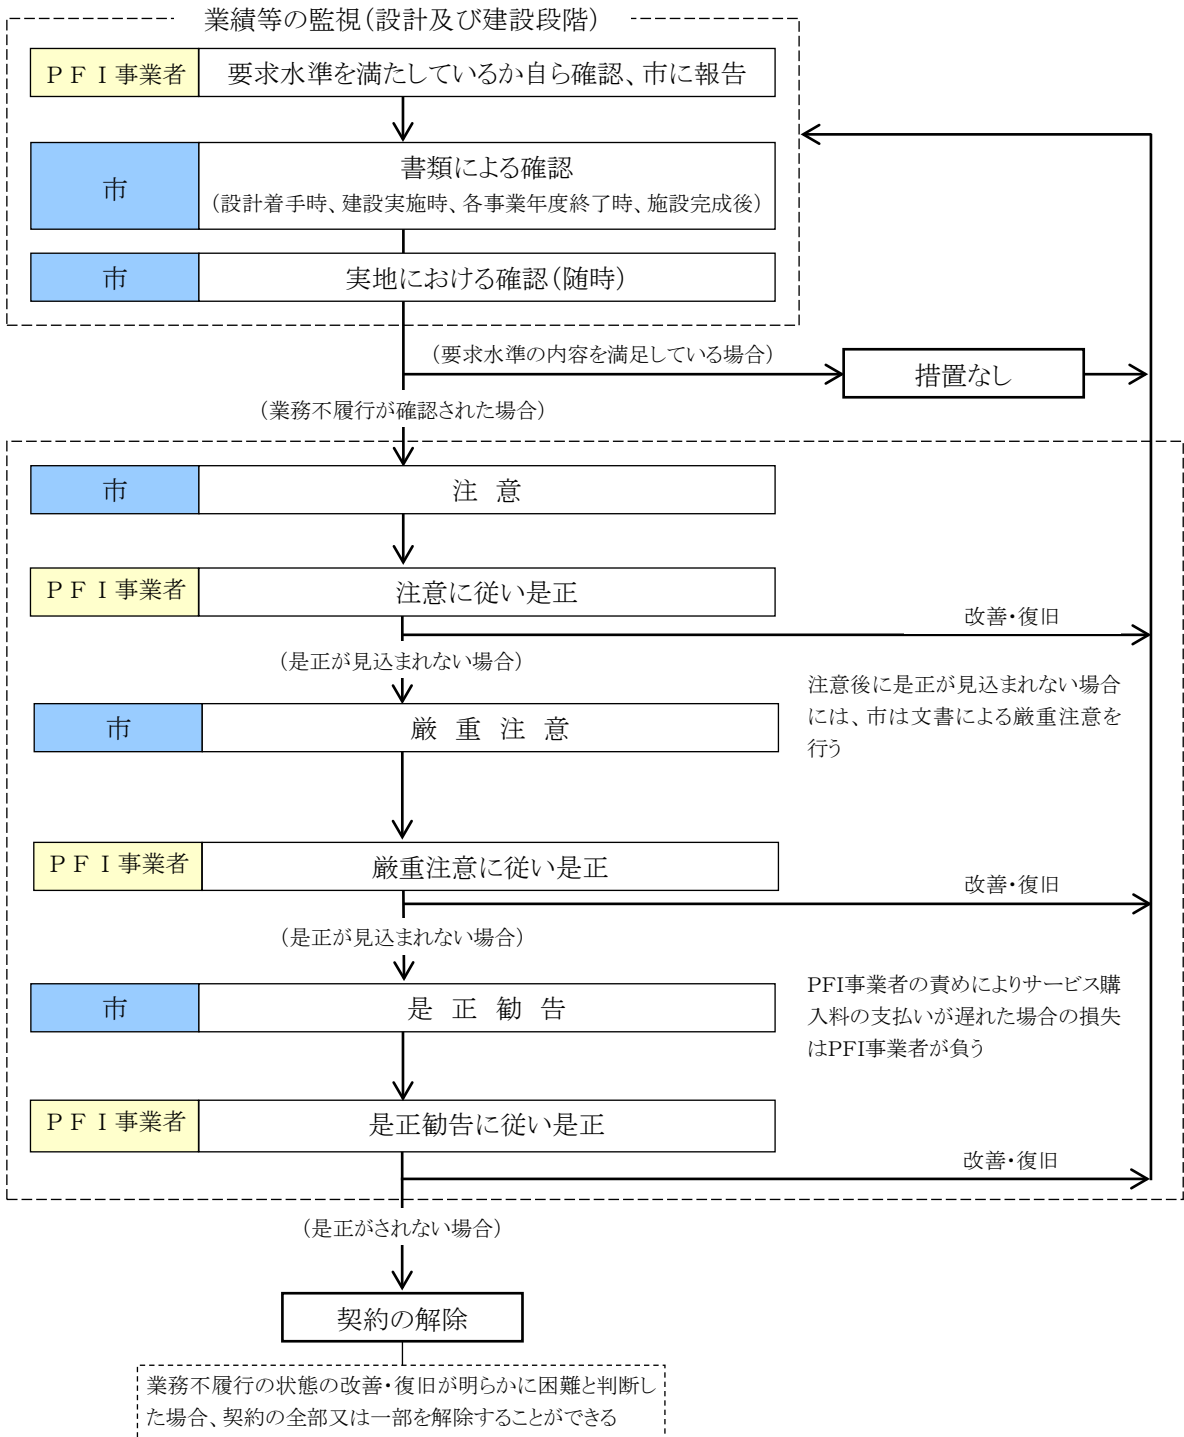 業績等の監視(設計及び建設段階)
PFI事業者
要求水準を満たしているか自ら確認、市に報告
市
書類による確認
(設計着手時、建設実施時、各事業年度終了時、施設完成後)
市
実地における確認(随時)
(要求水準の内容を満足している場合)
措置なし
(業務不履行が確認された場合)
市
注 意
PFI事業者
注意に従い是正
改善・復旧
(是正が見込まれない場合)
市
厳 重 注 意
注意後に是正が見込まれない場合
には、市は文書による厳重注意を
行う
PFI事業者
厳重注意に従い是正
改善・復旧
(是正が見込まれない場合)
市
是 正 勧 告
PFI事業者の責めによりサービス購
入料の支払いが遅れた場合の損失
はPFI事業者が負う
PFI事業者
是正勧告に従い是正
改善・復旧
(是正がされない場合)
契約の解除
業務不履行の状態の改善・復旧が明らかに困難と判断し
た場合、契約の全部又は一部を解除することができる